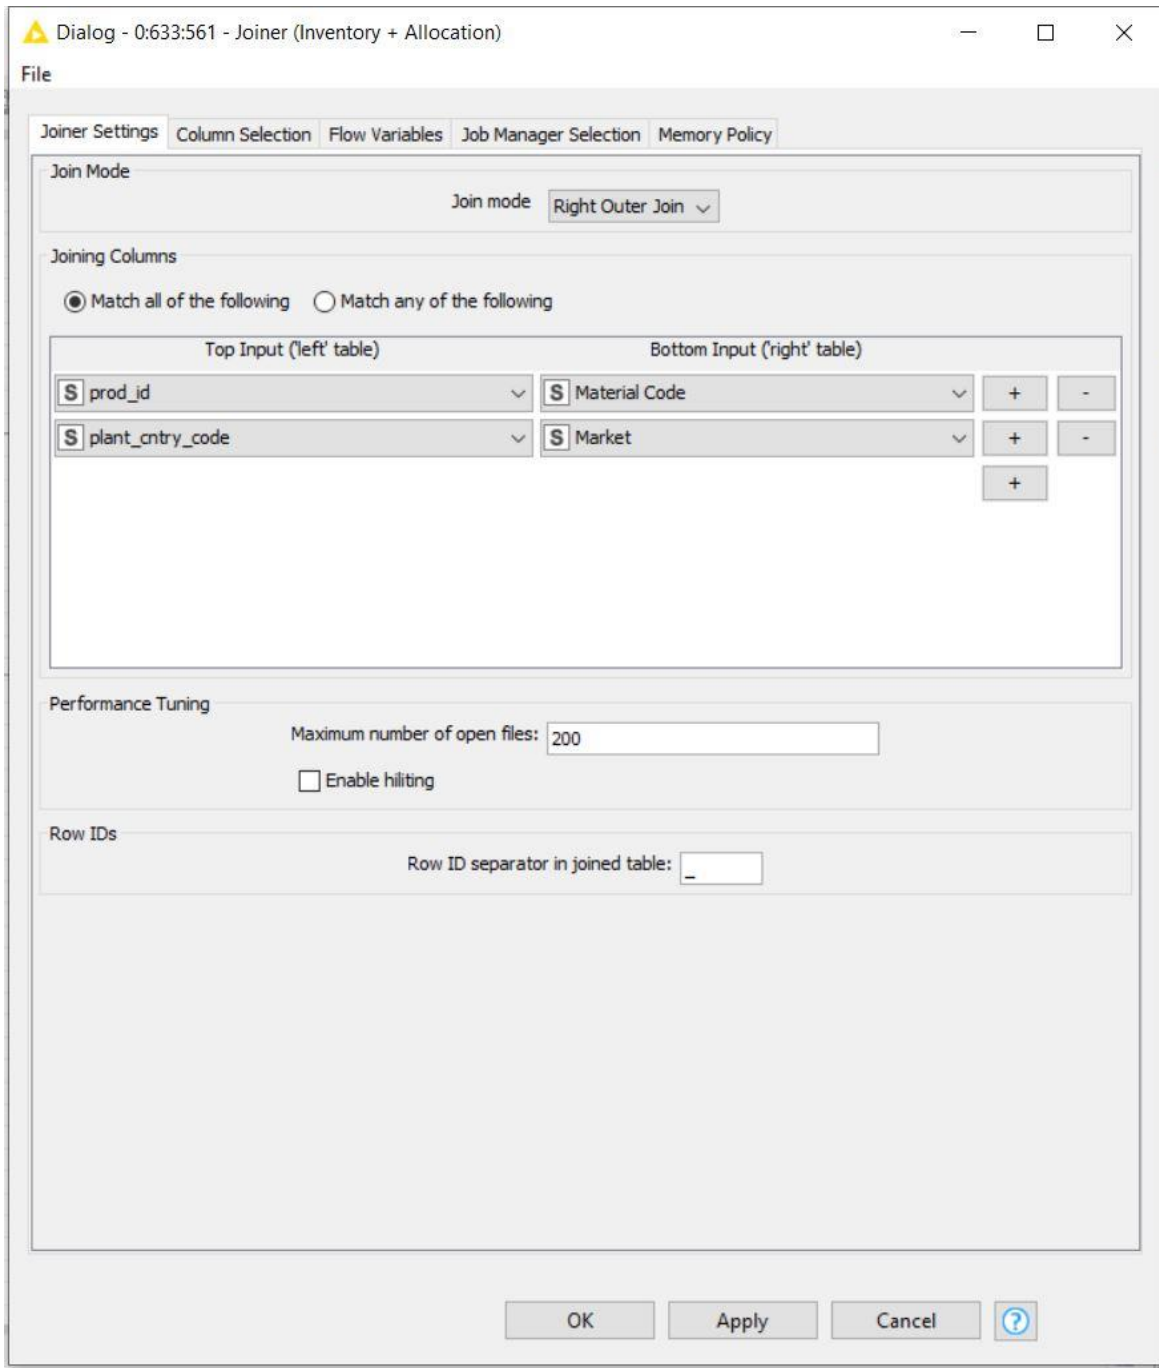 Dialog - 0:633:561 - Joiner (Inventory + Allocation)
File
Joiner Settings Column Selection Flow Variables Job Manager Selection Memory Policy
Join Mode
Join mode Right Outer Join
Joining Columns
Match all of the following Match any of the following
Top Input ('left' table) Bottom Input ('right' table)
S prod_id S Material Code + -
S plant_cntry_code S Market + -
+
Performance Tuning
Maximum number of open files: 200
Enable hiliting
Row IDs
Row ID separator in joined table: _
OK Apply Cancel ?